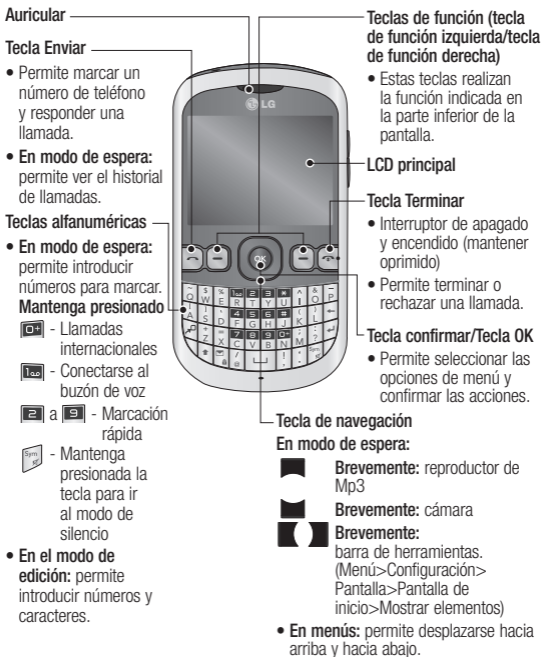 Auricular
Tecla Enviar
• Permite marcar un
número de teléfono
y responder una
llamada.
• En modo de espera:
permite ver el historial
de llamadas.
Teclas alfanuméricas
• En modo de espera:
permite introducir
números para marcar.
Mantenga presionado
0+ - Llamadas
internacionales
1 - Conectarse al
buzón de voz
2 a 9 - Marcación
rápida
Sym - Mantenga
presionada la
tecla para ir
al modo de
silencio
• En el modo de
edición: permite
introducir números y
caracteres.
LG
OK
Teclas de función (tecla
de función izquierda/tecla
de función derecha)
• Estas teclas realizan
la función indicada en
la parte inferior de la
pantalla.
LCD principal
Tecla Terminar
• Interruptor de apagado
y encendido (mantener
oprimido)
• Permite terminar o
rechazar una llamada.
Tecla confirmar/Tecla OK
• Permite seleccionar las
opciones de menú y
confirmar las acciones.
Tecla de navegación
En modo de espera:
Brevemente: reproductor de
Mp3
Brevemente: cámara
Brevemente:
barra de herramientas.
(Menú>Configuración>
Pantalla>Pantalla de
inicio>Mostrar elementos)
• En menús: permite desplazarse hacia
arriba y hacia abajo.